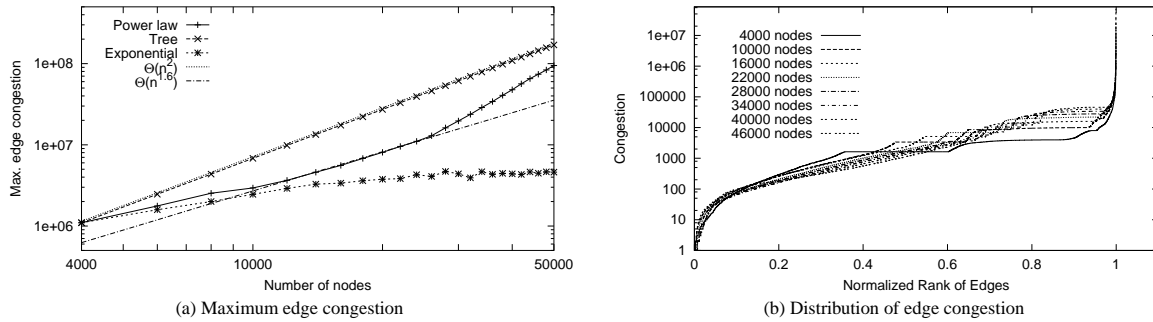 Max. edge congestion
1e+08
1e+07
1e+06
Power law
Tree
Exponential
Θ(n^2)
Θ(n^1.6)
4000 10000 50000
Number of nodes
(a) Maximum edge congestion
Congestion
1e+07
1e+06
100000
10000
1000
100
10
1
4000 nodes
10000 nodes
16000 nodes
22000 nodes
28000 nodes
34000 nodes
40000 nodes
46000 nodes
0 0.2 0.4 0.6 0.8 1
Normalized Rank of Edges
(b) Distribution of edge congestion